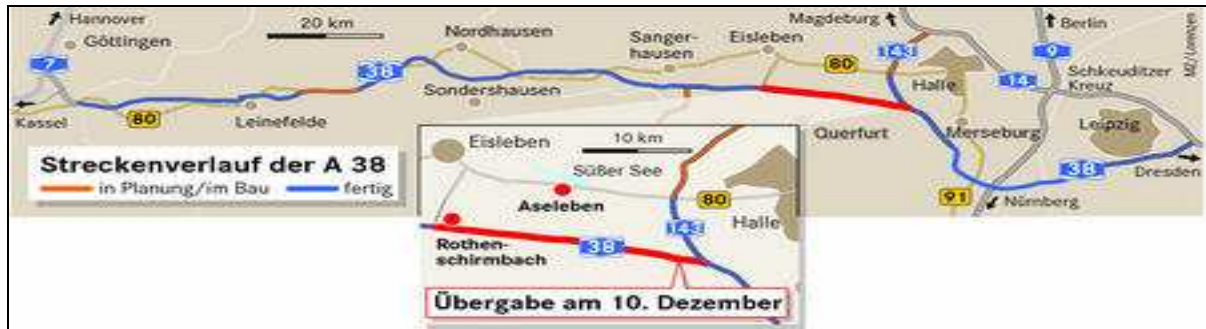 Hannover
Göttingen
7
Kassel
80
Leinefelde
20 km
38
Nordhausen
Sondershausen
Sanger-
hausen
Eisleben
80
Magdeburg
143
Halle
14
9
Berlin
Schkeuditzer
Kreuz
Querfurt
Merseburg
Leipzig
38
Dresden
91
Nürnberg
Streckenverlauf der A 38
in Planung/im Bau
fertig
10 km
Eisleben
Süßer See
Aseleben
80
Halle
143
38
Rothen-
schirmbach
Übergabe am 10. Dezember